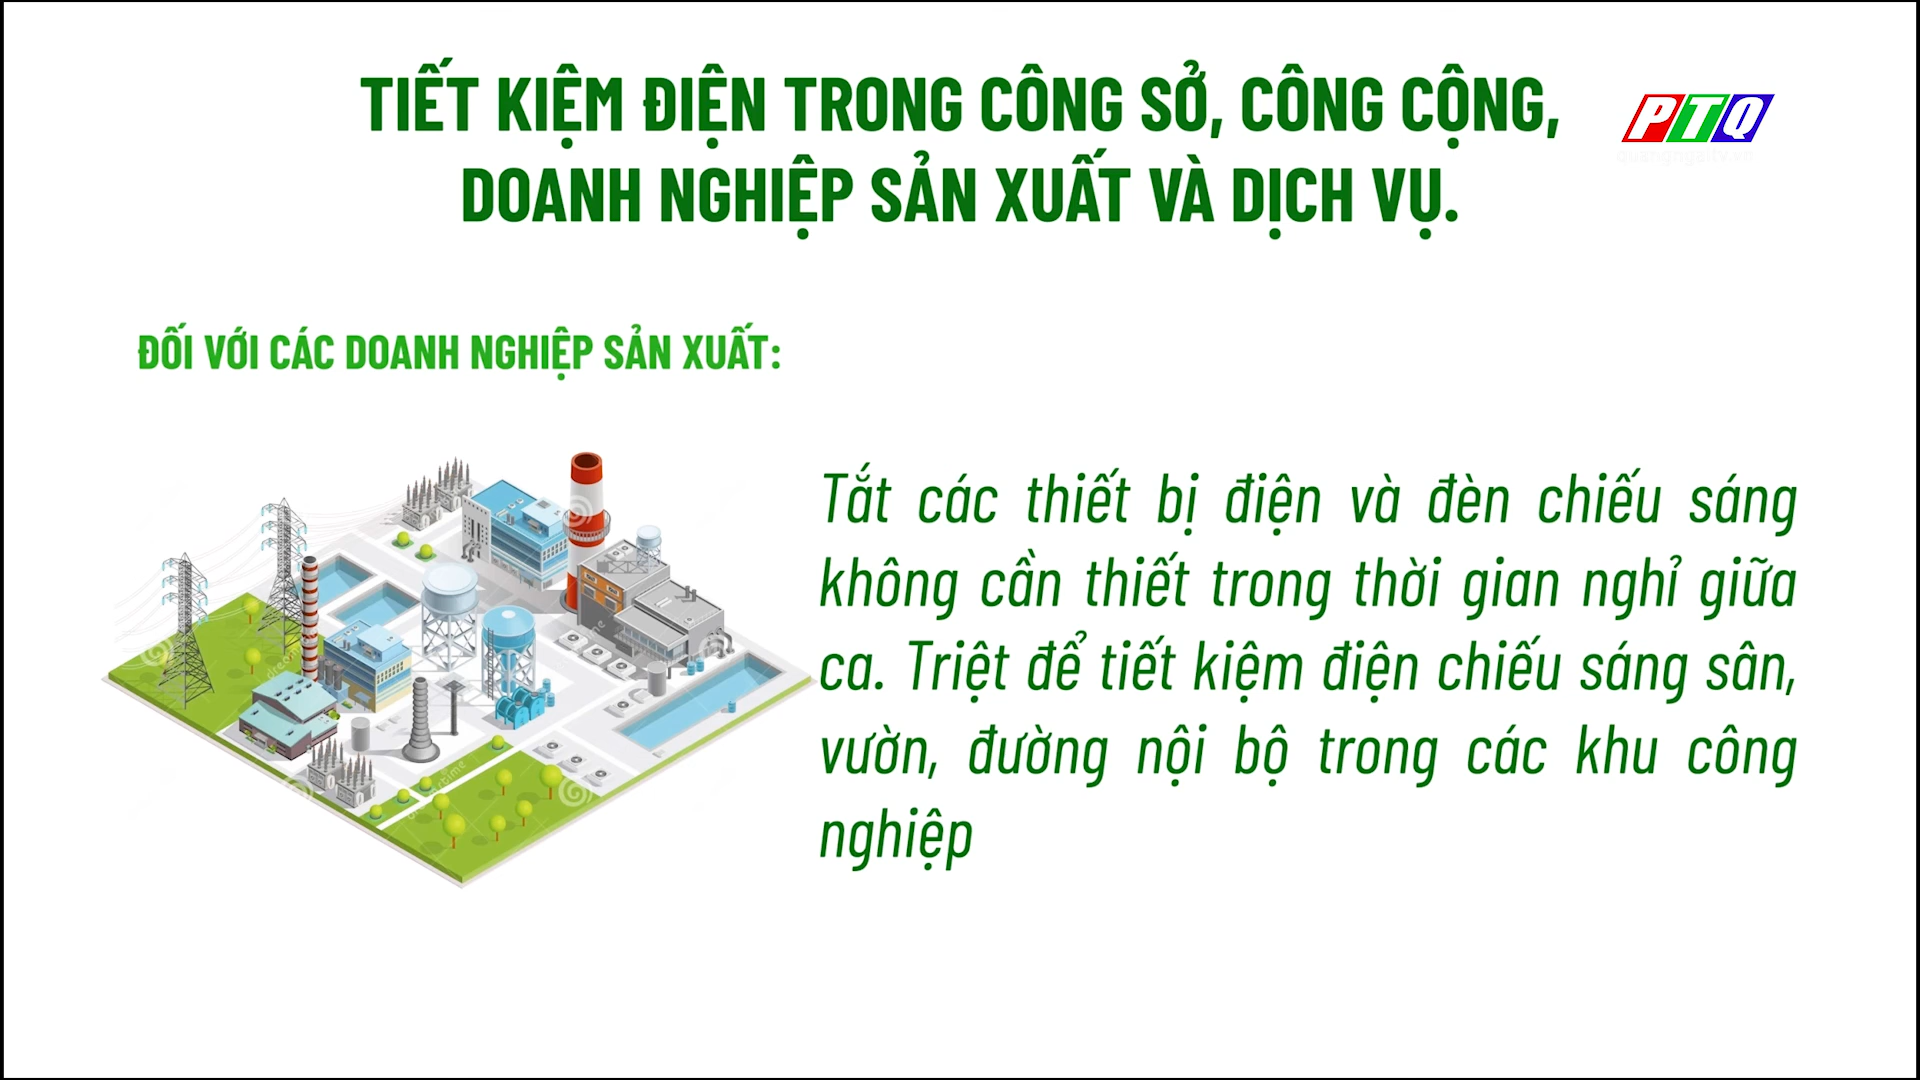 TIẾT KIỆM ĐIỆN TRONG CÔNG SỞ, CÔNG CỘNG,
DOANH NGHIỆP SẢN XUẤT VÀ DỊCH VỤ.
PTQ
quangngaitv.vn
ĐỐI VỚI CÁC DOANH NGHIỆP SẢN XUẤT:
Tắt các thiết bị điện và đèn chiếu sáng
không cần thiết trong thời gian nghỉ giữa
ca. Triệt để tiết kiệm điện chiếu sáng sân,
vườn, đường nội bộ trong các khu công
nghiệp